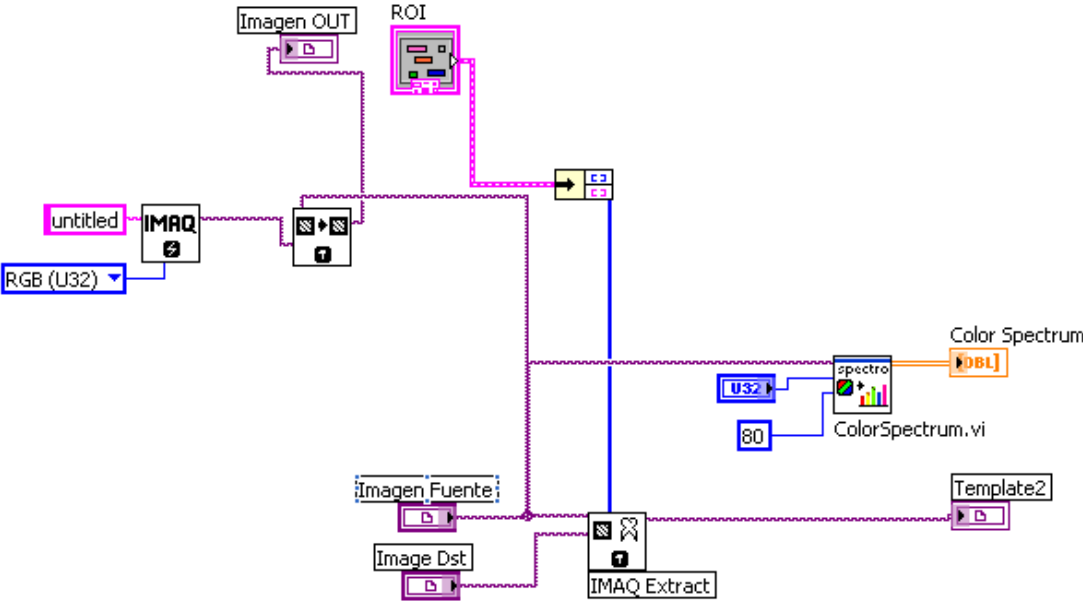 Imagen OUT
ROI
untitled
IMAQ
RGB (U32)
Color Spectrum
DBL]
spectro
U32
80
ColorSpectrum.vi
Imagen Fuente
Template2
Image Dst
IMAQ Extract